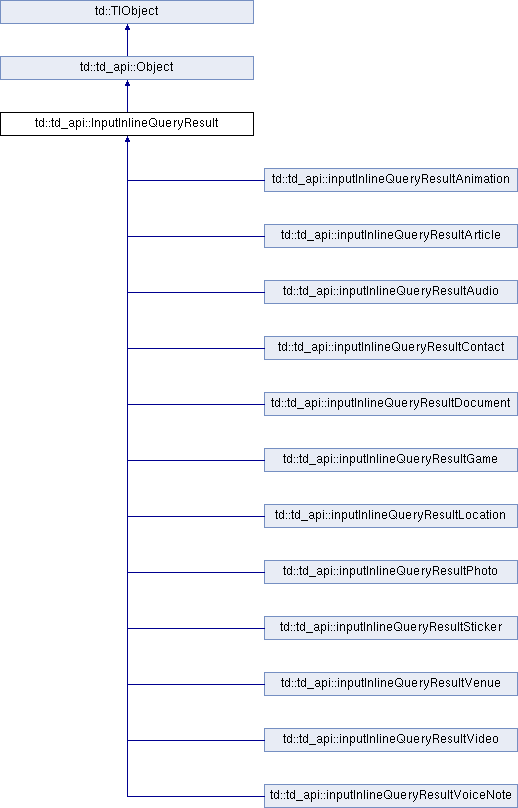 td::TlObject
td::td_api::Object
td::td_api::InputInlineQueryResult
td::td_api::inputInlineQueryResultAnimation
td::td_api::inputInlineQueryResultArticle
td::td_api::inputInlineQueryResultAudio
td::td_api::inputInlineQueryResultContact
td::td_api::inputInlineQueryResultDocument
td::td_api::inputInlineQueryResultGame
td::td_api::inputInlineQueryResultLocation
td::td_api::inputInlineQueryResultPhoto
td::td_api::inputInlineQueryResultSticker
td::td_api::inputInlineQueryResultVenue
td::td_api::inputInlineQueryResultVideo
td::td_api::inputInlineQueryResultVoiceNote